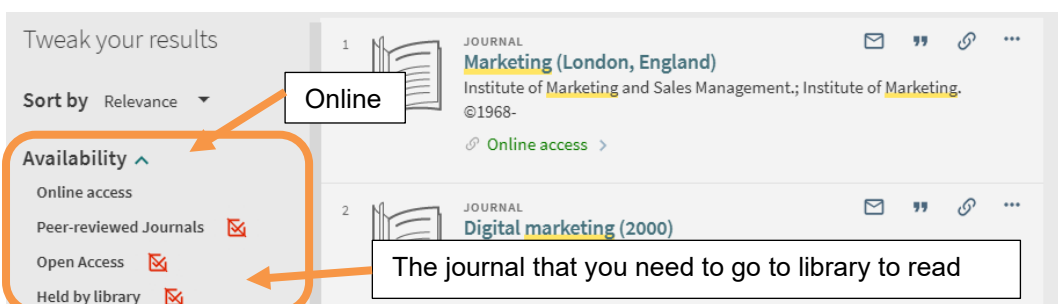 Tweak your results
Sort by Relevance
Online
Availability
Online access
Peer-reviewed Journals
Open Access
Held by library
1
JOURNAL
Marketing (London, England)
Institute of Marketing and Sales Management.; Institute of Marketing.
©1968-
Online access
2
JOURNAL
Digital marketing (2000)
The journal that you need to go to library to read